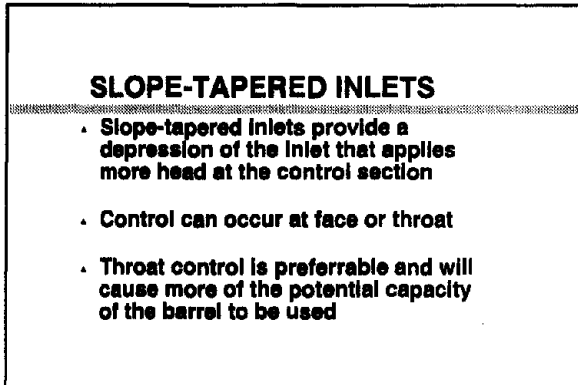 SLOPE-TAPERED INLETS
▲ Slope-tapered inlets provide a
depression of the inlet that applies
more head at the control section
▲ Control can occur at face or throat
▲ Throat control is preferrable and will
cause more of the potential capacity
of the barrel to be used